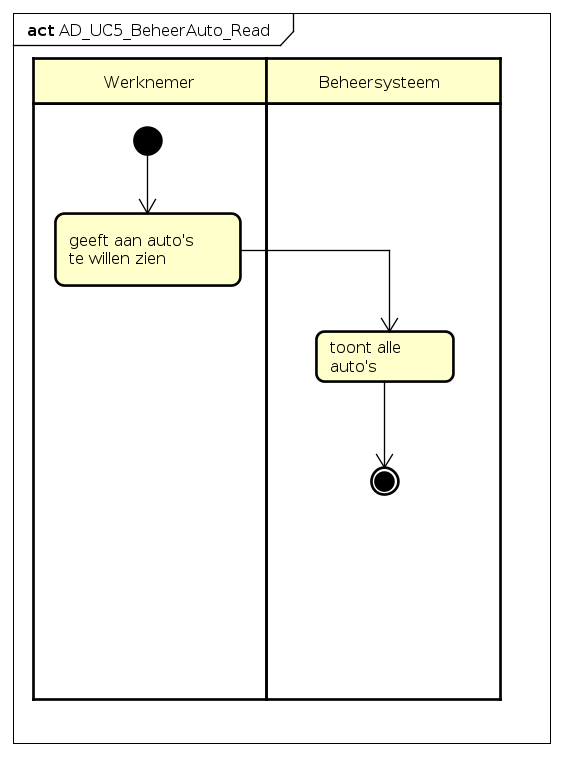 act AD_UC5_BeheerAuto_Read
Werknemer
Beheersysteem
geeft aan auto's
te willen zien
toont alle
auto's